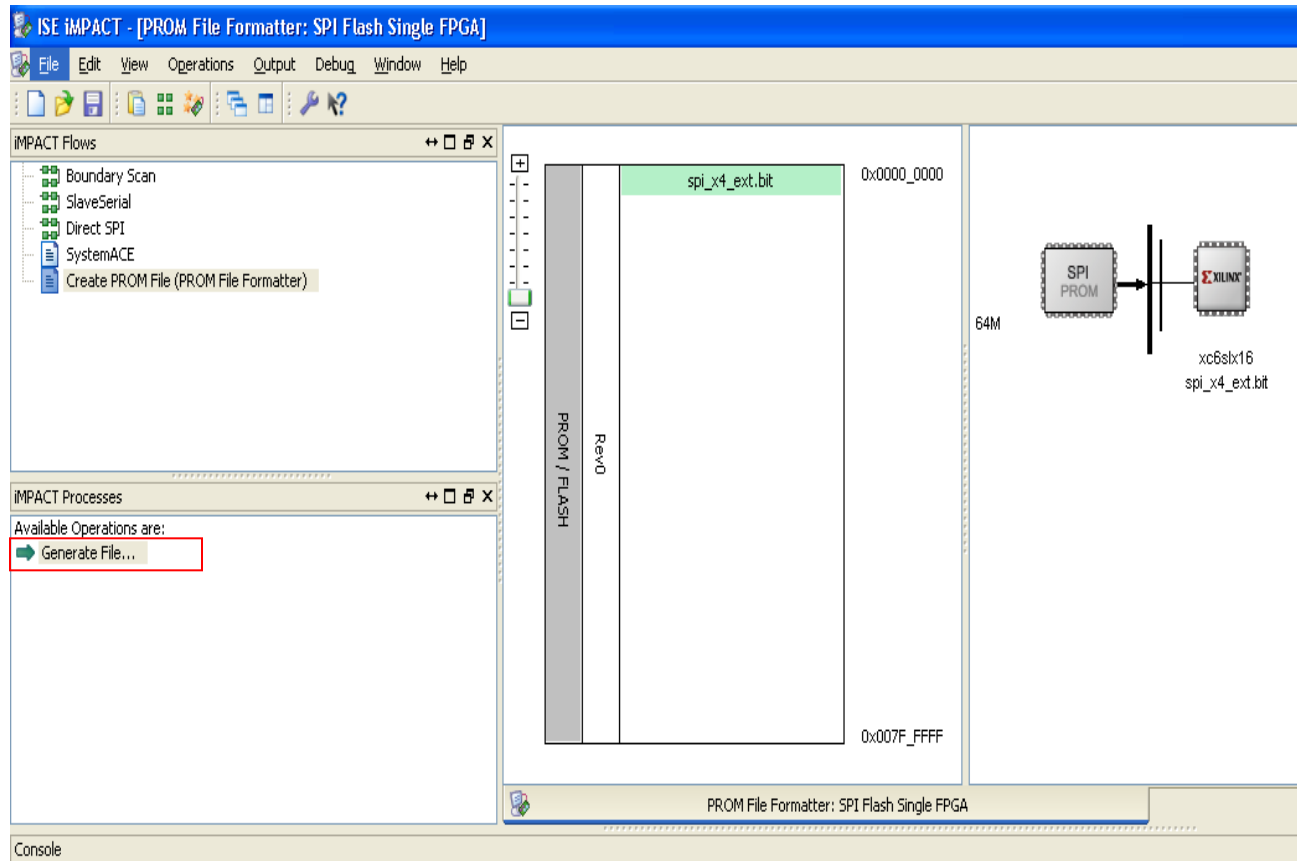 ISE iMPACT - [PROM File Formatter: SPI Flash Single FPGA]
File Edit View Operations Output Debug Window Help
iMPACT Flows
Boundary Scan
SlaveSerial
Direct SPI
SystemACE
Create PROM File (PROM File Formatter)
iMPACT Processes
Available Operations are:
Generate File...
PROM / FLASH
Rev0
spi_x4_ext.bit
0x0000_0000
0x007F_FFFF
64M
SPI
PROM
XILINX
xc6slx16
spi_x4_ext.bit
PROM File Formatter: SPI Flash Single FPGA
Console